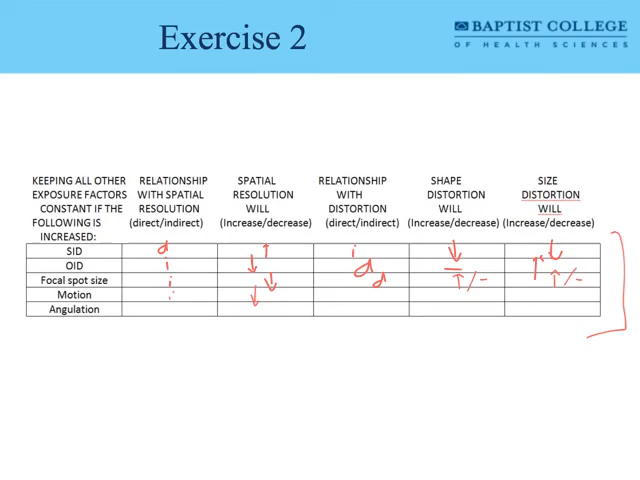 Exercise 2
BAPTIST COLLEGE
OF HEALTH SCIENCES
KEEPING ALL OTHER EXPOSURE FACTORS CONSTANT IF THE FOLLOWING IS INCREASED:
RELATIONSHIP WITH SPATIAL RESOLUTION (direct/indirect)
SPATIAL RESOLUTION WILL (Increase/decrease)
RELATIONSHIP WITH DISTORTION (direct/indirect)
SHAPE DISTORTION WILL (Increase/decrease)
SIZE DISTORTION WILL (Increase/decrease)
SID d ↑ i ↓ ↓
OID i ↓ d – ↑
Focal spot size i ↓ d ↑/– ↑/–
Motion i ↓
Angulation